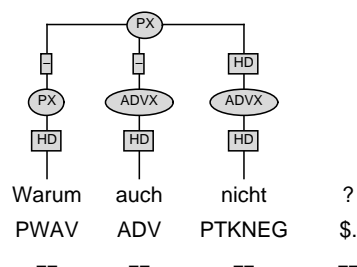 PX
– – HD
PX ADVX ADVX
HD HD HD
Warum auch nicht ?
PWAV ADV PTKNEG $.
-- -- -- --